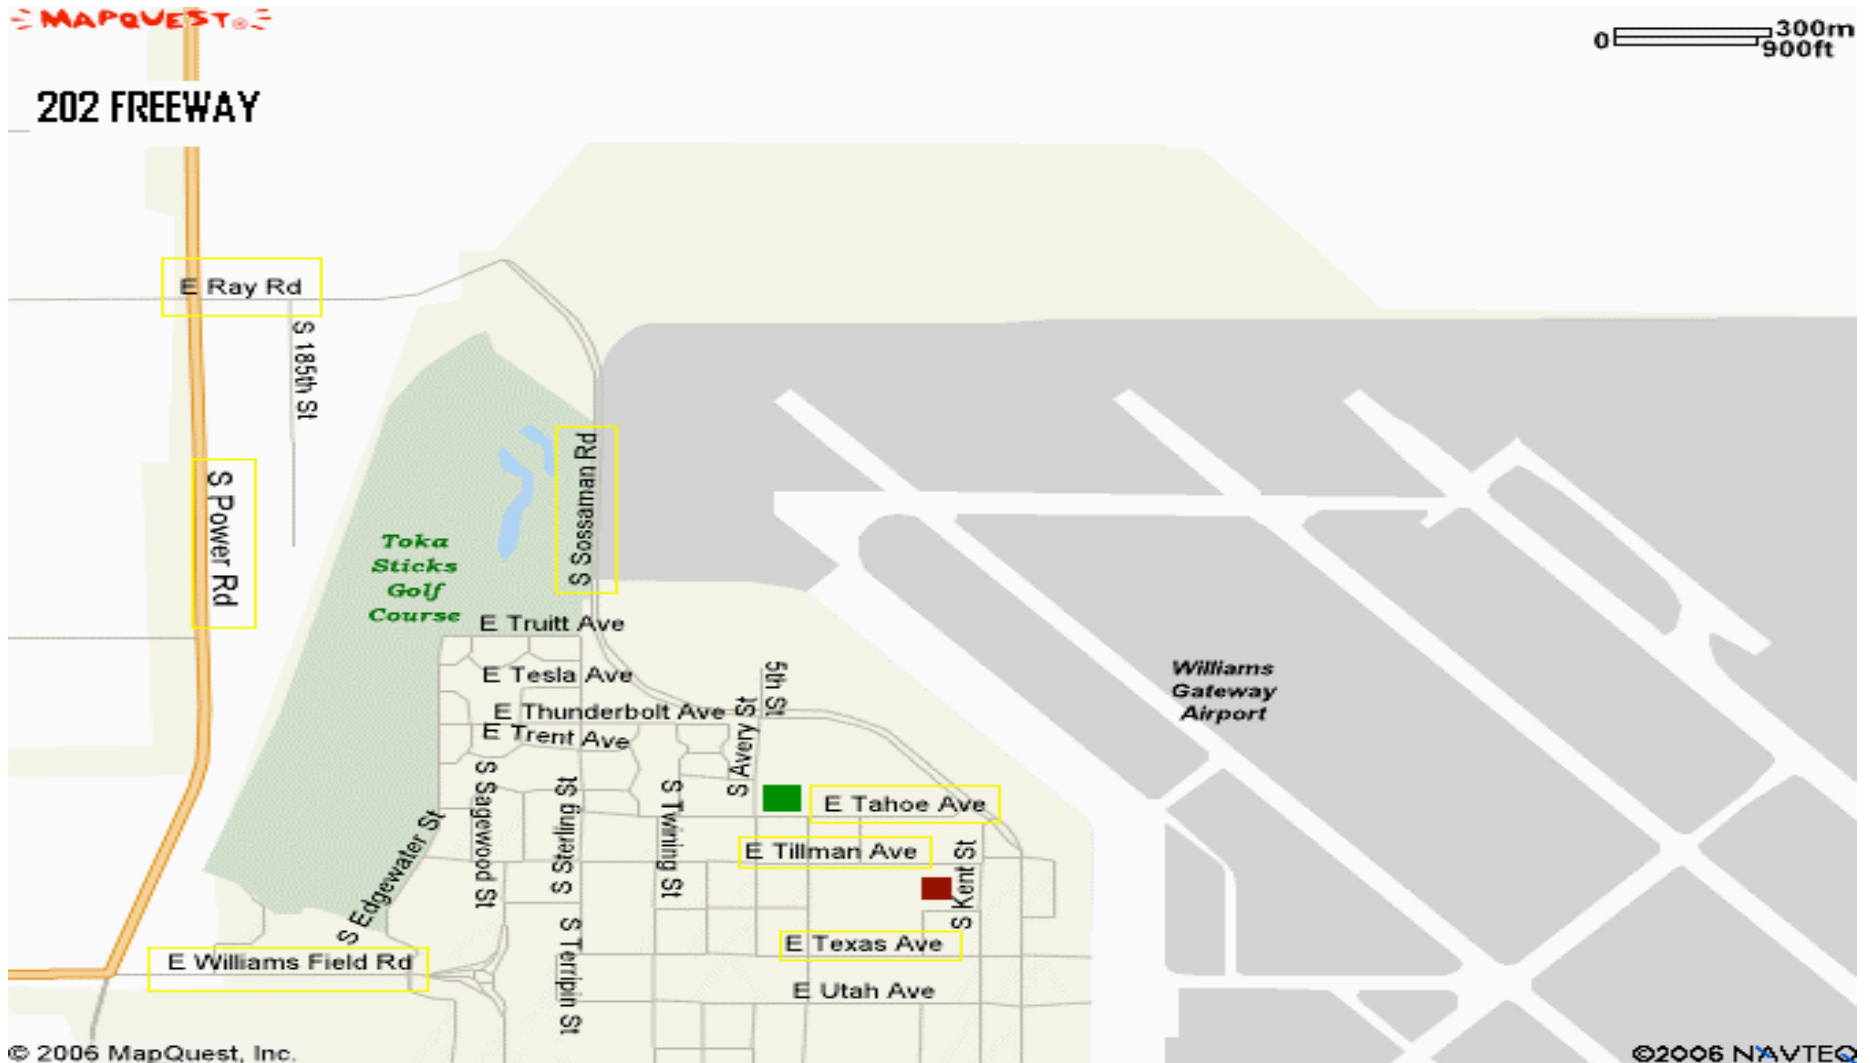 MAPQUEST®
0 300m
900ft
202 FREEWAY
E Ray Rd
S 185th St
S Power Rd
S Sossaman Rd
Toka
Sticks
Golf
Course
E Truitt Ave
E Tesla Ave
5th St
Williams
Gateway
Airport
E Thunderbolt Ave
S Avery St
E Trent Ave
S Sagewood St
S Sterling St
S Twining St
E Tahoe Ave
E Tillman Ave
S Edgewater St
S Kent St
S Terripin St
E Texas Ave
E Williams Field Rd
E Utah Ave
© 2006 MapQuest, Inc.
©2006 NAVTEQ